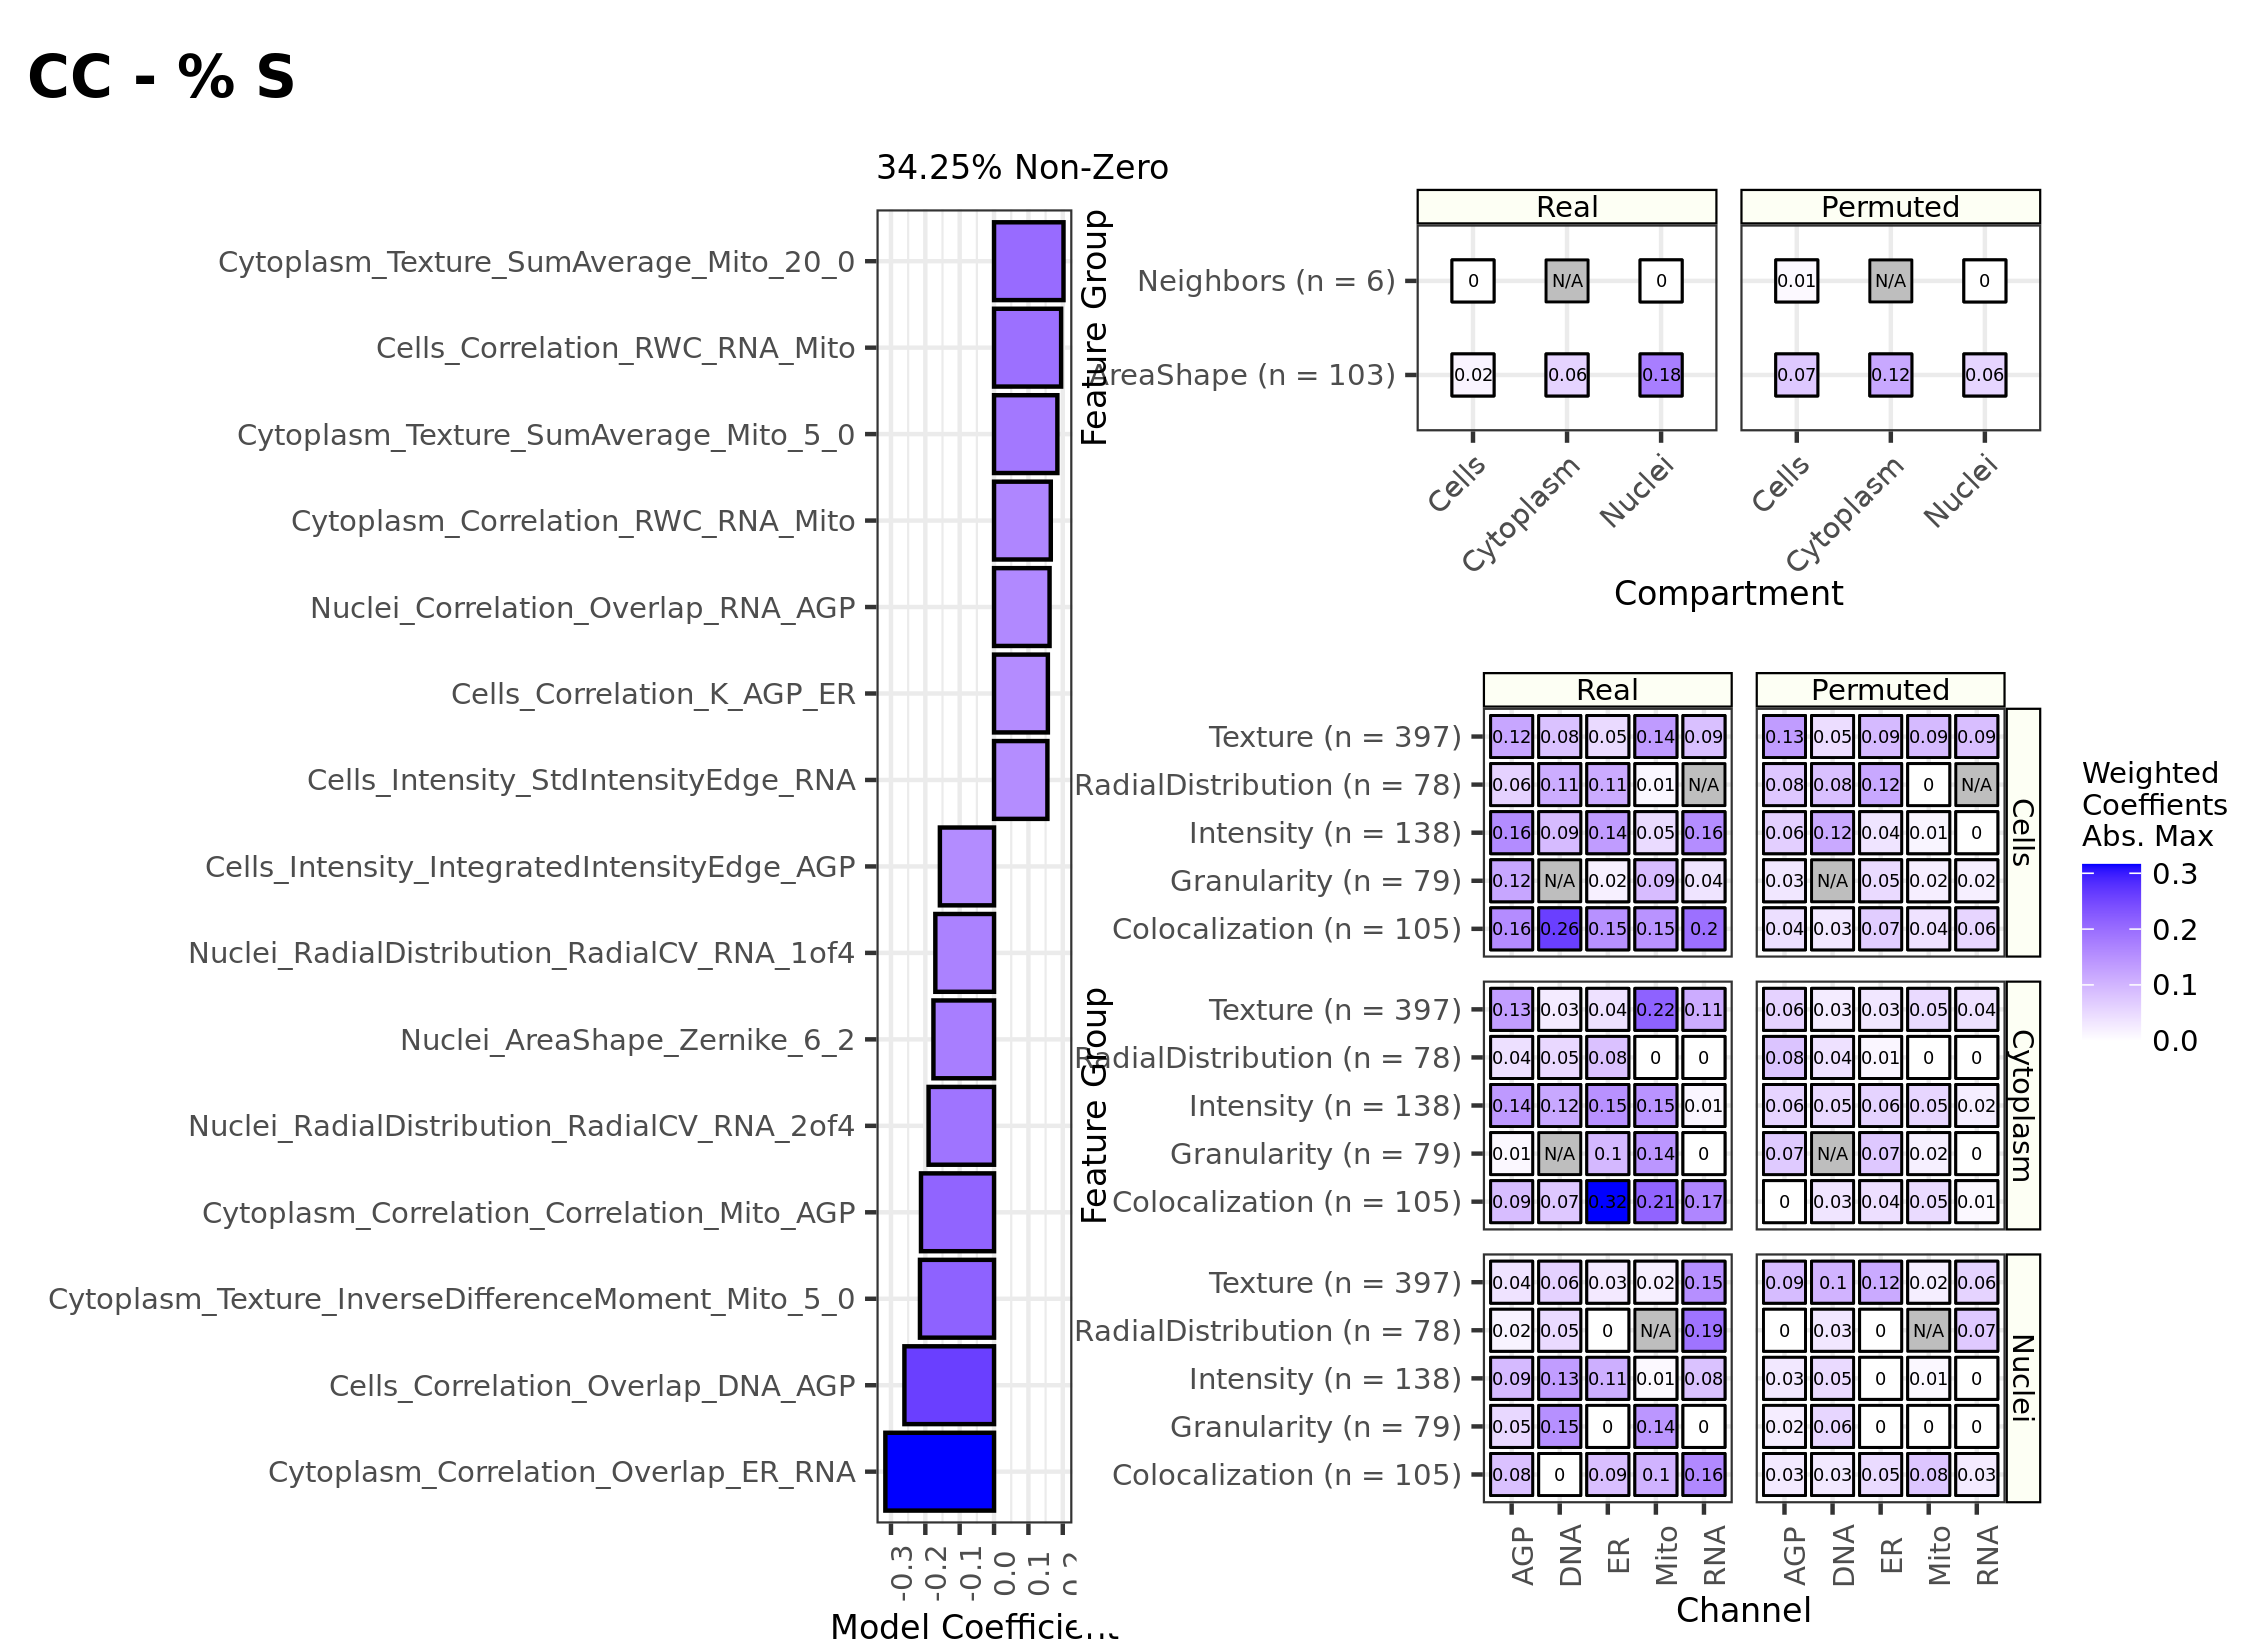 CC - % S
34.25% Non-Zero
Cytoplasm_Texture_SumAverage_Mito_20_0
Cells_Correlation_RWC_RNA_Mito
Cytoplasm_Texture_SumAverage_Mito_5_0
Cytoplasm_Correlation_RWC_RNA_Mito
Nuclei_Correlation_Overlap_RNA_AGP
Cells_Correlation_K_AGP_ER
Cells_Intensity_StdIntensityEdge_RNA
Cells_Intensity_IntegratedIntensityEdge_AGP
Nuclei_RadialDistribution_RadialCV_RNA_1of4
Nuclei_AreaShape_Zernike_6_2
Nuclei_RadialDistribution_RadialCV_RNA_2of4
Cytoplasm_Correlation_Correlation_Mito_AGP
Cytoplasm_Texture_InverseDifferenceMoment_Mito_5_0
Cells_Correlation_Overlap_DNA_AGP
Cytoplasm_Correlation_Overlap_ER_RNA
-0.3 -0.2 -0.1 0.0 0.1 0.2
Model Coefficient
Feature Group
Real Permuted
Neighbors (n = 6) 0 N/A 0 0.01 N/A 0
AreaShape (n = 103) 0.02 0.06 0.18 0.07 0.12 0.06
Cells Cytoplasm Nuclei Cells Cytoplasm Nuclei
Compartment
Feature Group
Real Permuted
Texture (n = 397) 0.12 0.08 0.05 0.14 0.09 0.13 0.05 0.09 0.09 0.09
RadialDistribution (n = 78) 0.06 0.11 0.11 0.01 N/A 0.08 0.08 0.12 0 N/A
Intensity (n = 138) 0.16 0.09 0.14 0.05 0.16 0.06 0.12 0.04 0.01 0
Granularity (n = 79) 0.12 N/A 0.02 0.09 0.04 0.03 N/A 0.05 0.02 0.02
Colocalization (n = 105) 0.16 0.26 0.15 0.15 0.2 0.04 0.03 0.07 0.04 0.06
Cells
Texture (n = 397) 0.13 0.03 0.04 0.22 0.11 0.06 0.03 0.03 0.05 0.04
RadialDistribution (n = 78) 0.04 0.05 0.08 0 0 0.08 0.04 0.01 0 0
Intensity (n = 138) 0.14 0.12 0.15 0.15 0.01 0.06 0.05 0.06 0.05 0.02
Granularity (n = 79) 0.01 N/A 0.1 0.14 0 0.07 N/A 0.07 0.02 0
Colocalization (n = 105) 0.09 0.07 0.32 0.21 0.17 0 0.03 0.04 0.05 0.01
Cytoplasm
Texture (n = 397) 0.04 0.06 0.03 0.02 0.15 0.09 0.1 0.12 0.02 0.06
RadialDistribution (n = 78) 0.02 0.05 0 N/A 0.19 0 0.03 0 N/A 0.07
Intensity (n = 138) 0.09 0.13 0.11 0.01 0.08 0.03 0.05 0 0.01 0
Granularity (n = 79) 0.05 0.15 0 0.14 0 0.02 0.06 0 0 0
Colocalization (n = 105) 0.08 0 0.09 0.1 0.16 0.03 0.03 0.05 0.08 0.03
Nuclei
AGP DNA ER Mito RNA AGP DNA ER Mito RNA
Channel
Weighted
Coeffients
Abs. Max
0.3
0.2
0.1
0.0